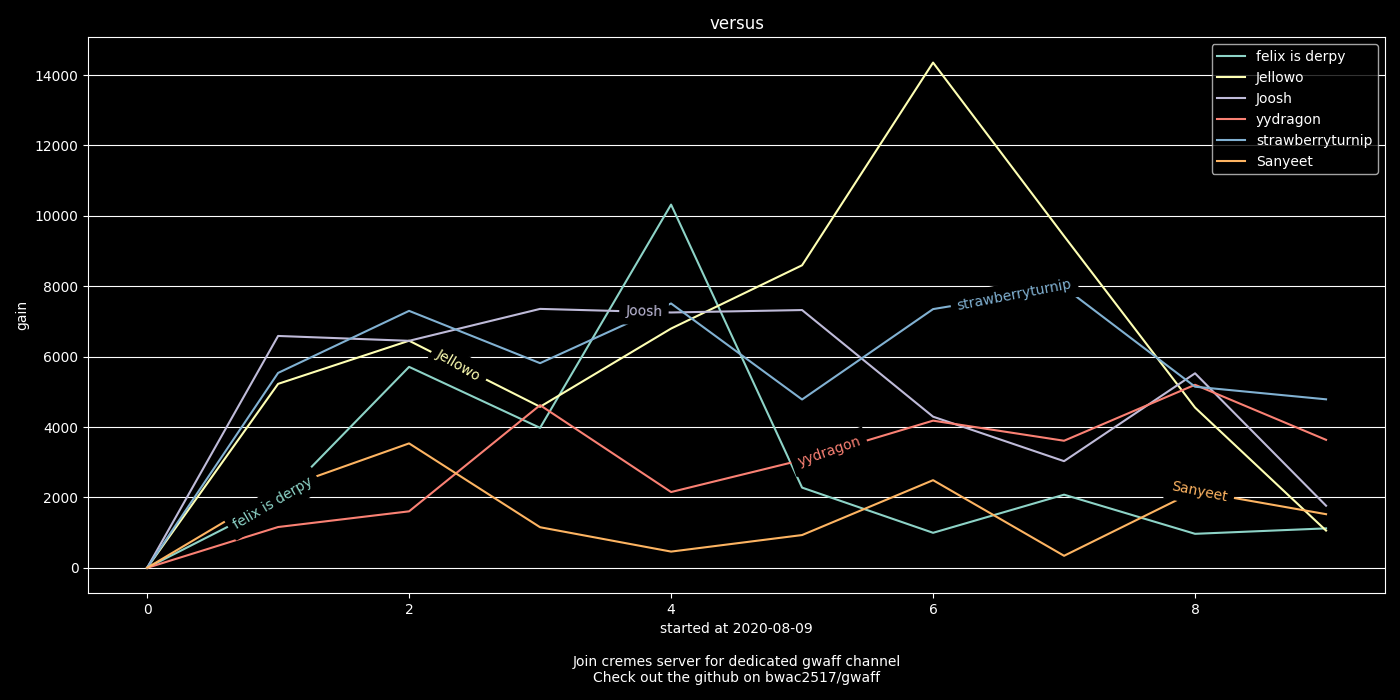 versus
14000
12000
10000
8000
6000
4000
2000
0
gain
0
2
4
6
8
felix is derpy
Jellowo
Joosh
yydragon
strawberryturnip
Sanyeet
felix is derpy
Jellowo
Joosh
yydragon
strawberryturnip
Sanyeet
started at 2020-08-09
Join cremes server for dedicated gwaff channel
Check out the github on bwac2517/gwaff